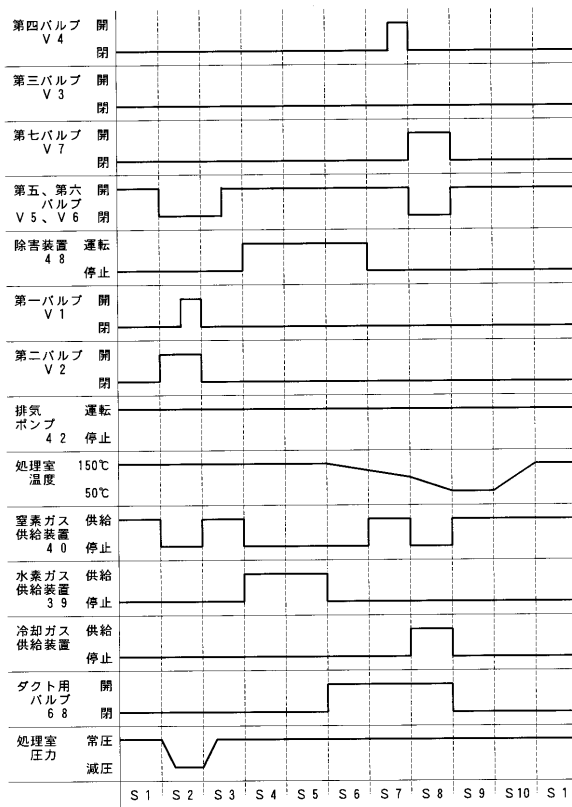 第四バルブ 開
V 4
閉
第三バルブ 開
V 3
閉
第七バルブ 開
V 7
閉
第五、第六 開
バルブ
V 5、V 6 閉
除害装置 運転
4 8
停止
第一バルブ 開
V 1
閉
第二バルブ 開
V 2
閉
排気 運転
ポンプ
4 2 停止
処理室 150℃
温度
50℃
窒素ガス 供給
供給装置
4 0 停止
水素ガス 供給
供給装置
3 9 停止
冷却ガス 供給
供給装置
停止
ダクト用 開
バルブ
6 8 閉
処理室 常圧
圧力
減圧
S 1 S 2 S 3 S 4 S 5 S 6 S 7 S 8 S 9 S 10 S 1